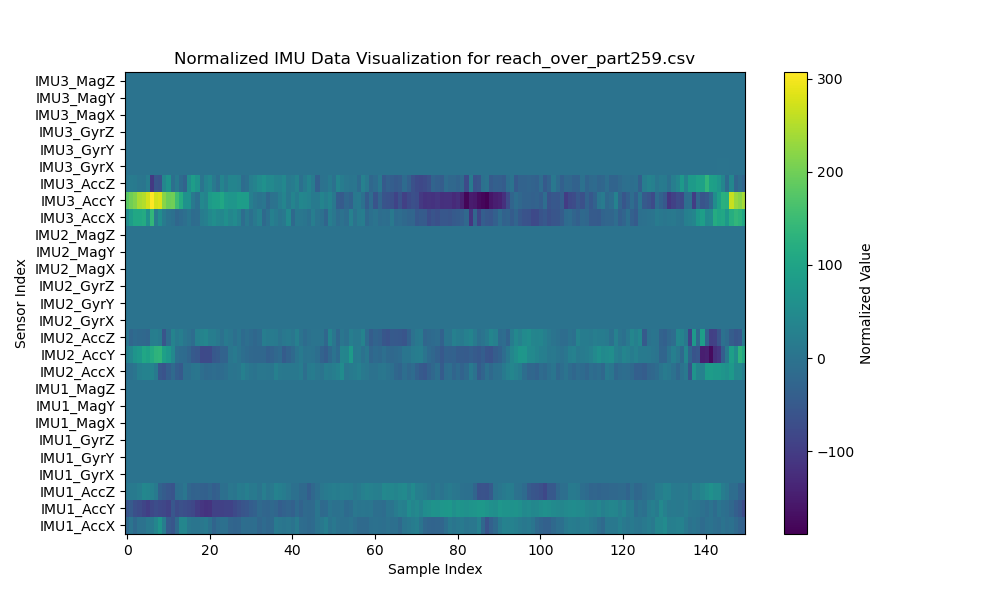 Normalized IMU Data Visualization for reach_over_part259.csv
IMU3_MagZ
IMU3_MagY
IMU3_MagX
IMU3_GyrZ
IMU3_GyrY
IMU3_GyrX
IMU3_AccZ
IMU3_AccY
IMU3_AccX
IMU2_MagZ
IMU2_MagY
IMU2_MagX
IMU2_GyrZ
IMU2_GyrY
IMU2_GyrX
IMU2_AccZ
IMU2_AccY
IMU2_AccX
IMU1_MagZ
IMU1_MagY
IMU1_MagX
IMU1_GyrZ
IMU1_GyrY
IMU1_GyrX
IMU1_AccZ
IMU1_AccY
IMU1_AccX
Sensor Index
0 20 40 60 80 100 120 140
Sample Index
300
200
100
0
−100
Normalized Value